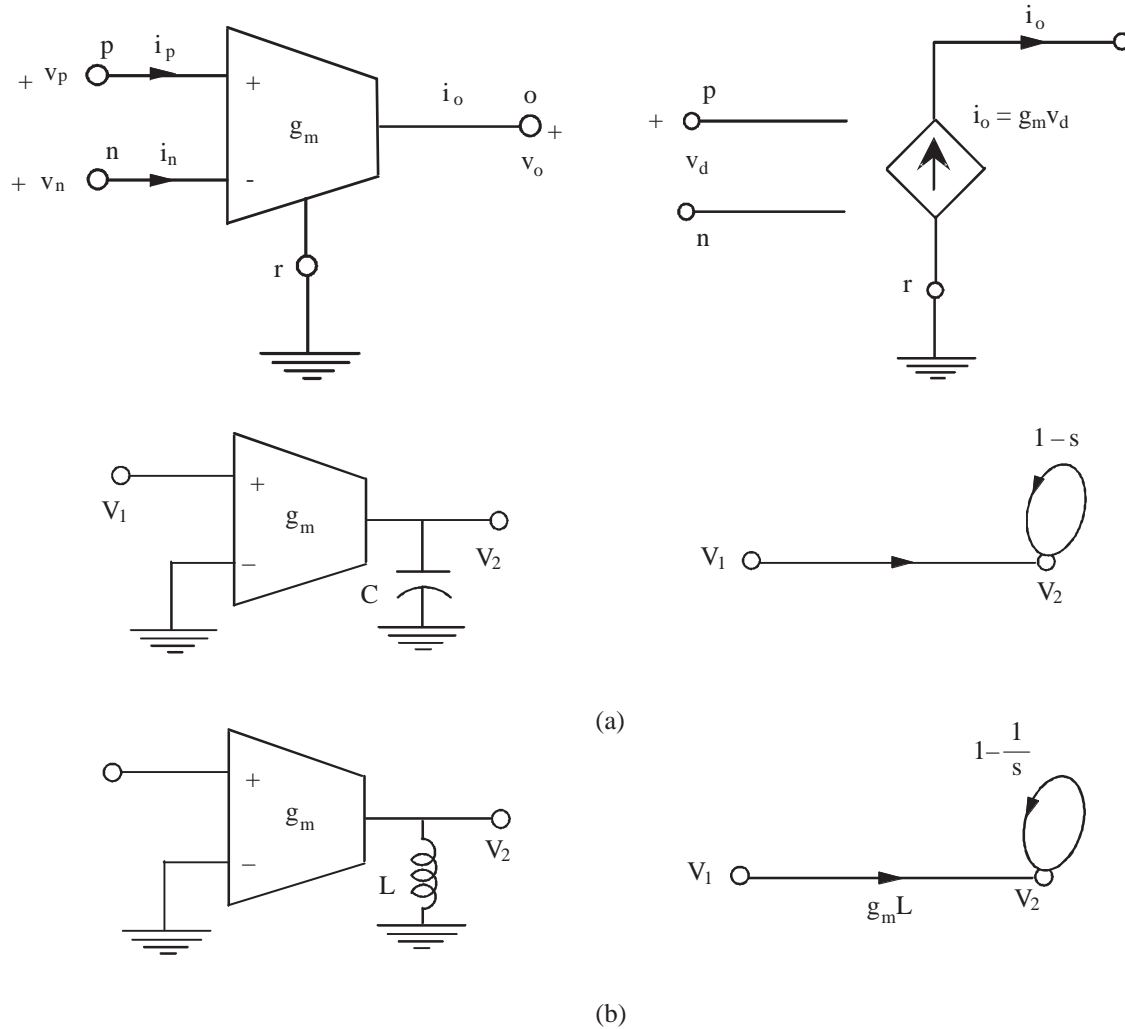 p
i_p
+ v_p
+
g_m
i_o
o
+
v_o
n
i_n
+ v_n
-
r
i_o
p
+
v_d
n
i_o = g_m v_d
r
V_1
+
g_m
–
C
V_2
1 – s
V_1
V_2
(a)
+
g_m
–
L
V_2
1 – 1/s
V_1
g_m L
V_2
(b)